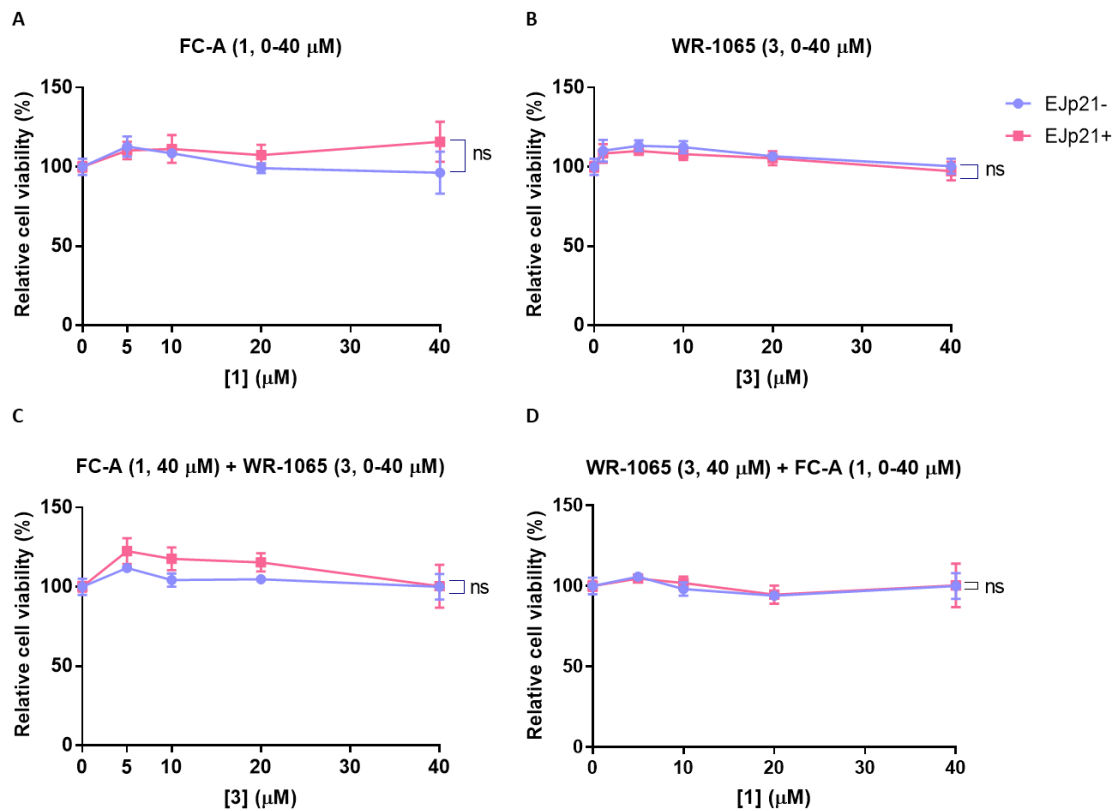 A
FC-A (1, 0-40 μM)
Relative cell viability (%)
150
100
50
0
ns
0 5 10 20 30 40
[1] (μM)
B
WR-1065 (3, 0-40 μM)
Relative cell viability (%)
150
100
50
0
ns
0 10 20 30 40
[3] (μM)
EJp21-
EJp21+
C
FC-A (1, 40 μM) + WR-1065 (3, 0-40 μM)
Relative cell viability (%)
150
100
50
0
ns
0 5 10 20 30 40
[3] (μM)
D
WR-1065 (3, 40 μM) + FC-A (1, 0-40 μM)
Relative cell viability (%)
150
100
50
0
ns
0 10 20 30 40
[1] (μM)